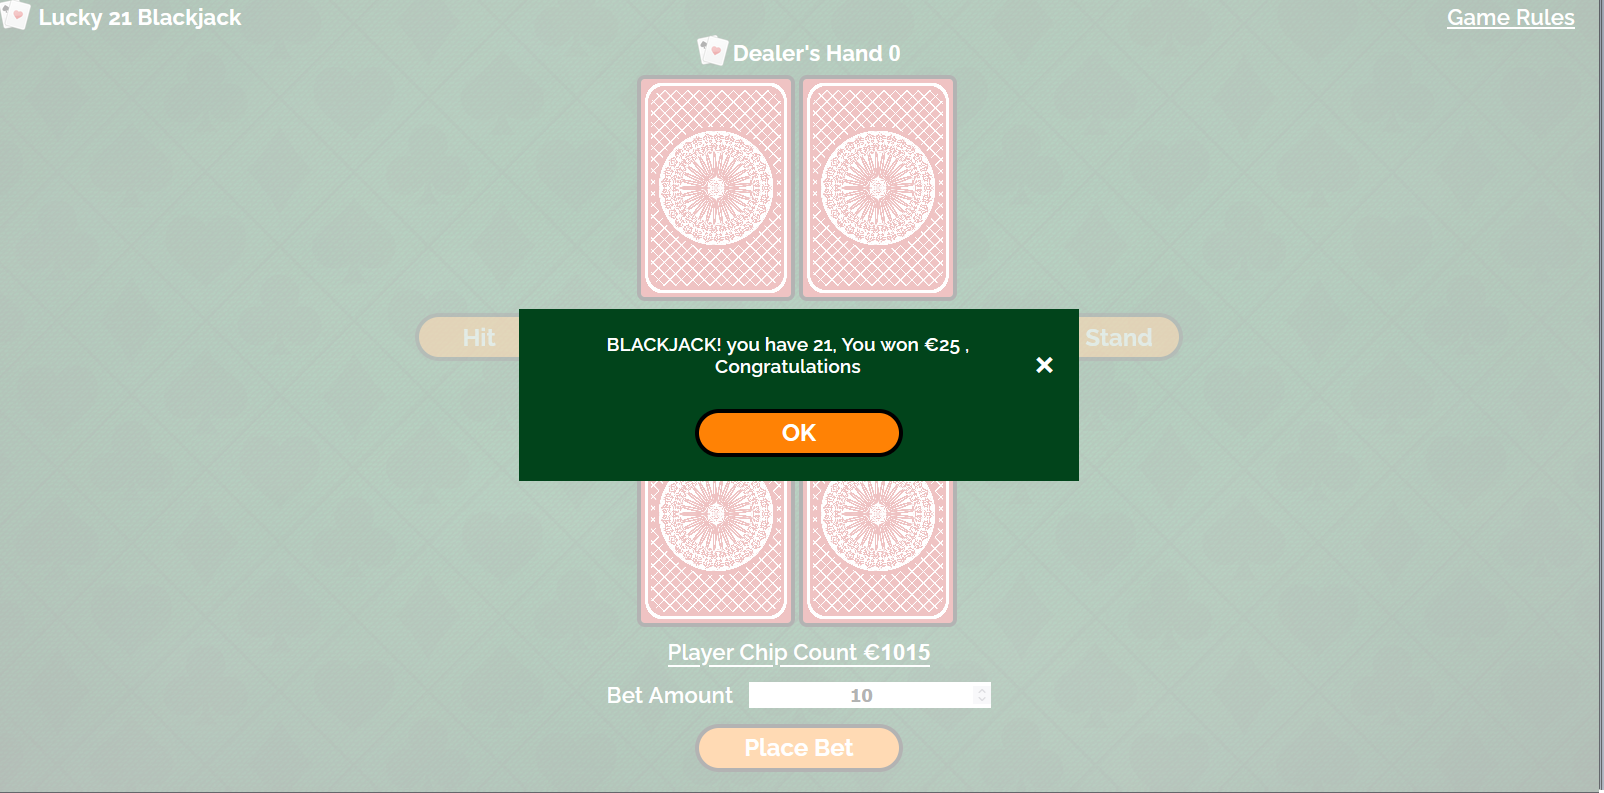 Lucky 21 Blackjack
Game Rules
Dealer's Hand 0
Hit
Stand
BLACKJACK! you have 21, You won €25 ,
Congratulations
×
OK
Player Chip Count €1015
Bet Amount 10
Place Bet